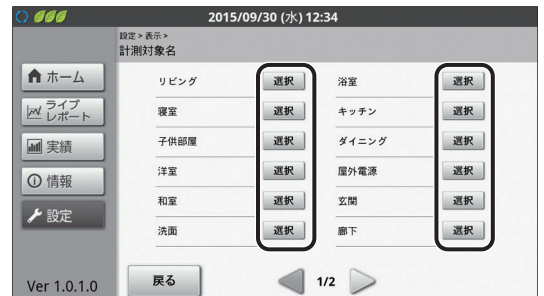 2015/09/30 (水) 12:34
設定 > 表示 >
計測対象名
ホーム
ライブ
レポート
実績
情報
設定
Ver 1.0.1.0
リビング 選択 浴室 選択
寝室 選択 キッチン 選択
子供部屋 選択 ダイニング 選択
洋室 選択 屋外電源 選択
和室 選択 玄関 選択
洗面 選択 廊下 選択
戻る 1/2